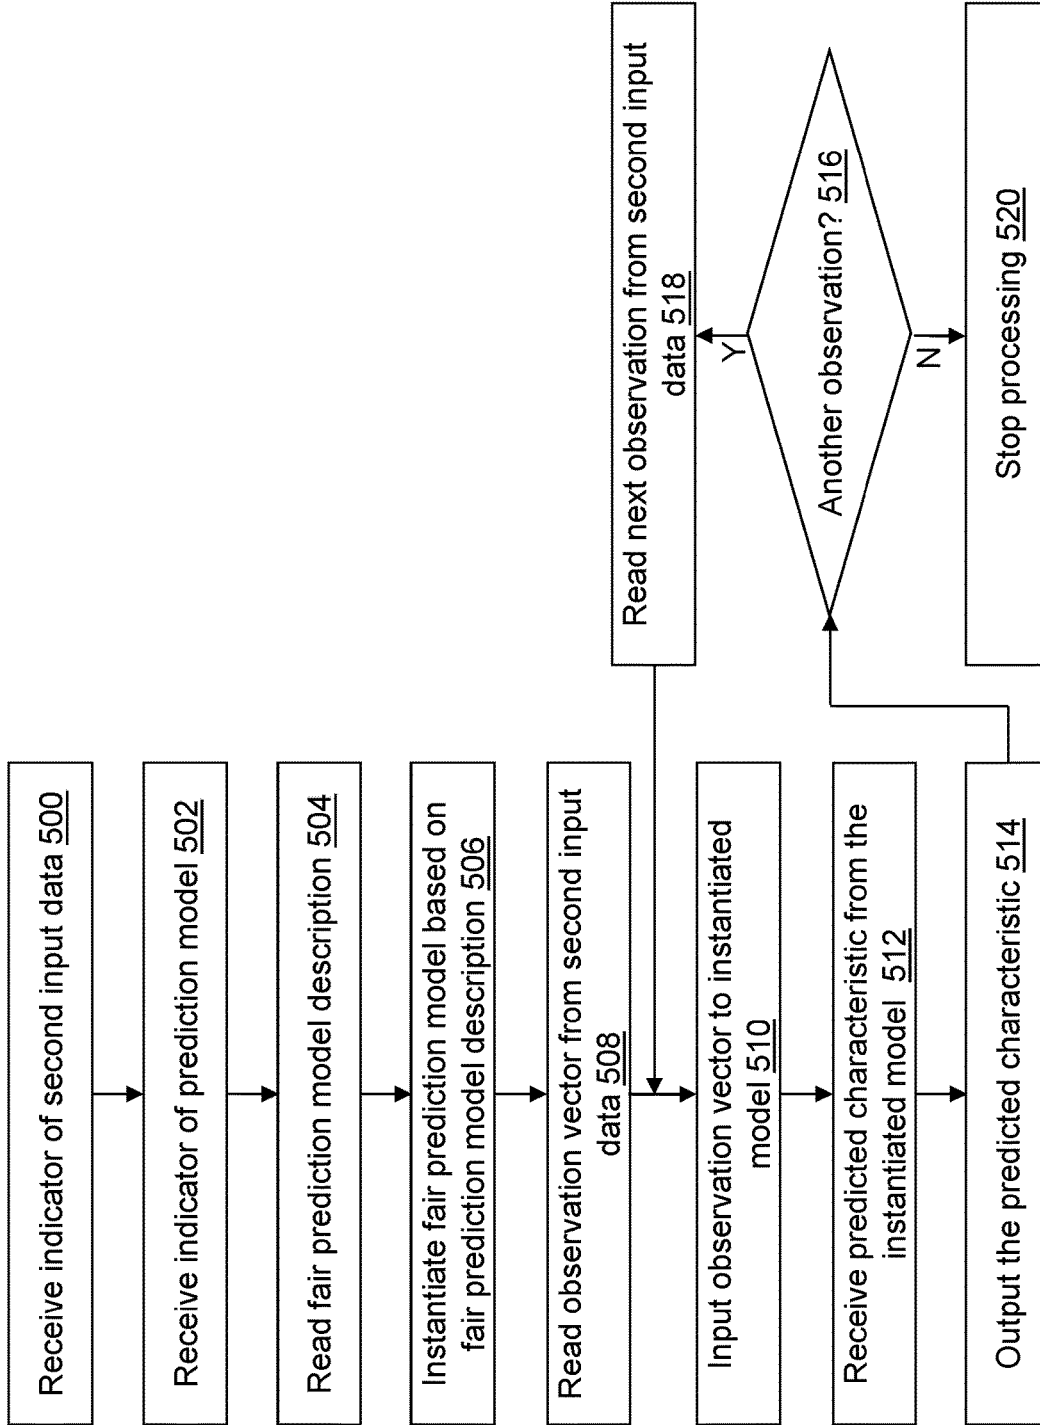 Receive indicator of second input data 500
Receive indicator of prediction model 502
Read fair prediction model description 504
Instantiate fair prediction model based on
fair prediction model description 506
Read observation vector from second input
data 508
Input observation vector to instantiated
model 510
Receive predicted characteristic from the
instantiated model 512
Output the predicted characteristic 514
Read next observation from second input
data 518
Y
Another observation? 516
N
Stop processing 520